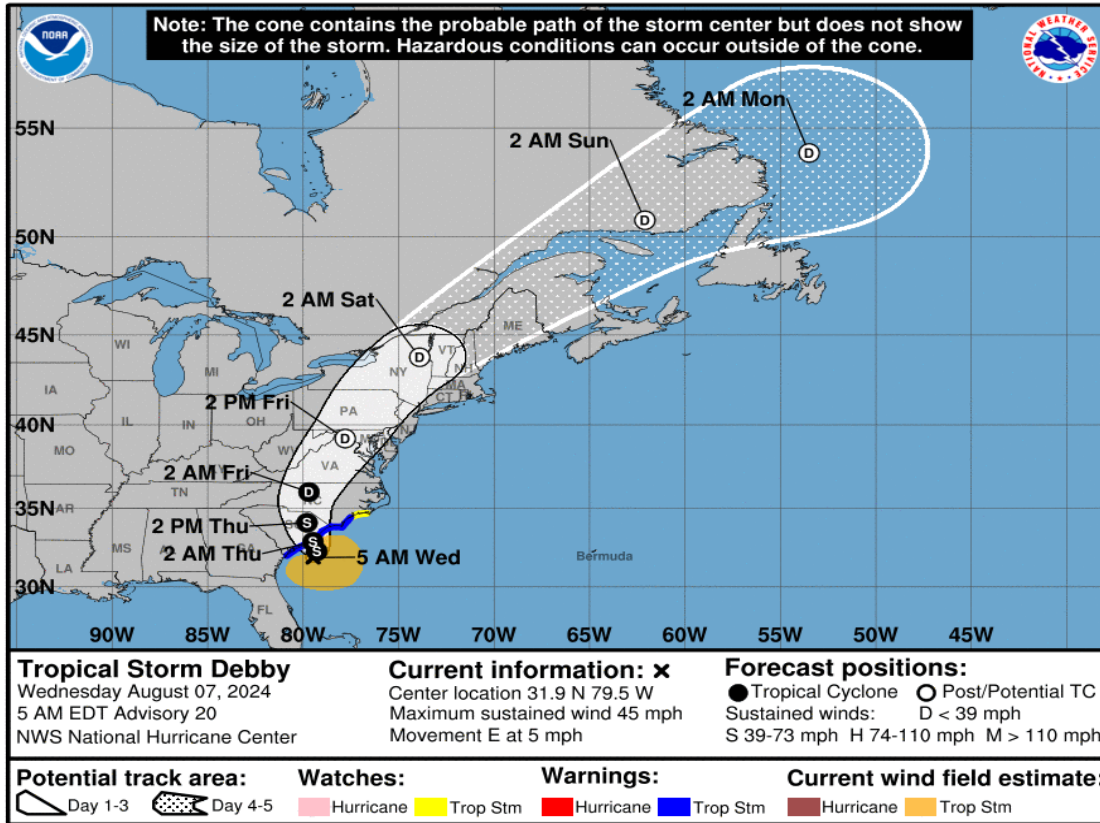 Note: The cone contains the probable path of the storm center but does not show
the size of the storm. Hazardous conditions can occur outside of the cone.
NOAA
2 AM Mon
2 AM Sun
55N
50N
2 AM Sat
45N
ME
WI
VT
NH
MI
NY
MA
CT
IA
2 PM Fri
PA
40N
IL
IN
OH
MO
WV
VA
2 AM Fri
TN
NC
35N
AR
2 PM Thu
MS
2 AM Thu
5 AM Wed
Bermuda
LA
30N
FL
90W 85W 80W 75W 70W 65W 60W 55W 50W 45W
D
D
D
D
D
S
S
S
Tropical Storm Debby
Wednesday August 07, 2024
5 AM EDT Advisory 20
NWS National Hurricane Center
Current information: x
Center location 31.9 N 79.5 W
Maximum sustained wind 45 mph
Movement E at 5 mph
Forecast positions:
Tropical Cyclone Post/Potential TC
Sustained winds: D < 39 mph
S 39-73 mph H 74-110 mph M > 110 mph
Potential track area:
Day 1-3 Day 4-5
Watches:
Hurricane Trop Stm
Warnings:
Hurricane Trop Stm
Current wind field estimate:
Hurricane Trop Stm